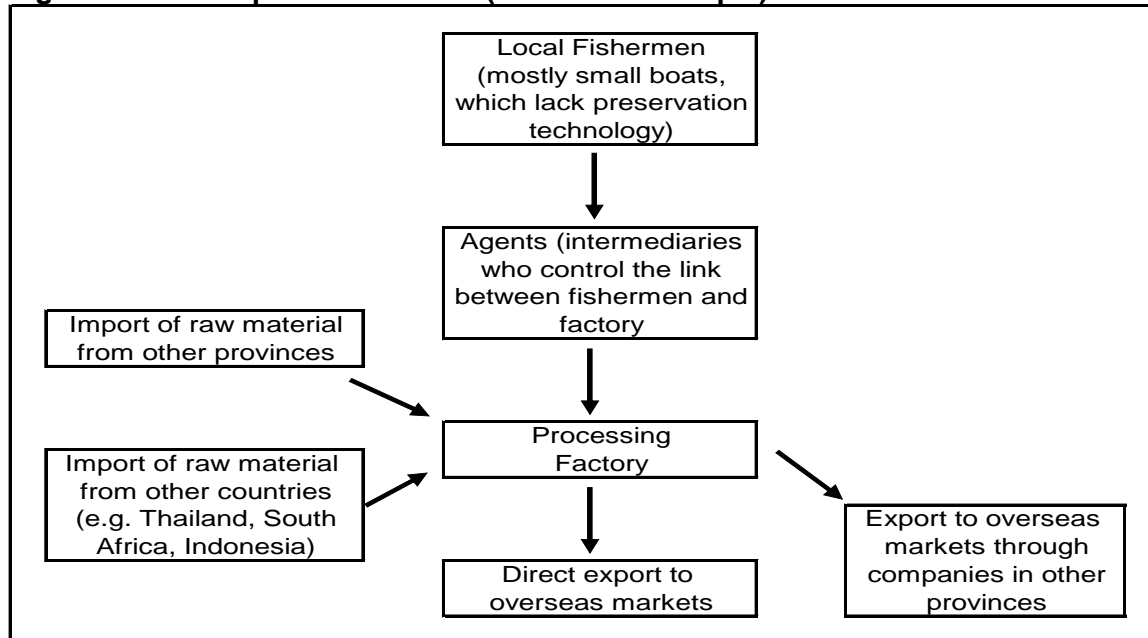 Local Fishermen
(mostly small boats,
which lack preservation
technology)
Agents (intermediaries
who control the link
between fishermen and
factory
Import of raw material
from other provinces
Processing
Factory
Import of raw material
from other countries
(e.g. Thailand, South
Africa, Indonesia)
Export to overseas
markets through
companies in other
provinces
Direct export to
overseas markets